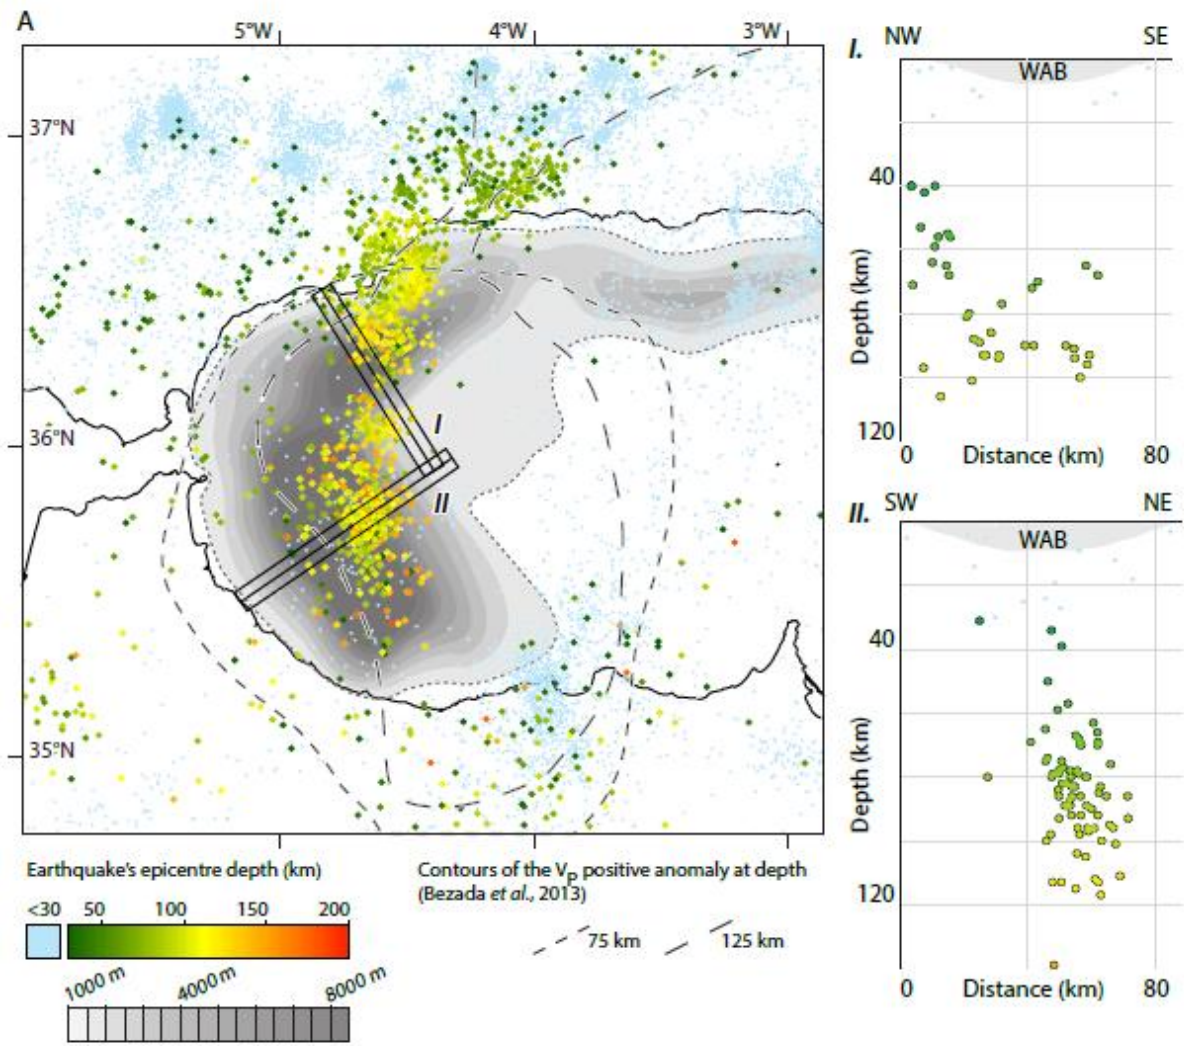 A
5°W 4°W 3°W
37°N
36°N
35°N
I
II
I. NW SE
WAB
40
120
Depth (km)
0 Distance (km) 80
II. SW NE
WAB
40
120
Depth (km)
0 Distance (km) 80
Earthquake's epicentre depth (km)
<30 50 100 150 200
1000 m 4000 m 8000 m
Contours of the Vp positive anomaly at depth
(Bezada et al., 2013)
75 km 125 km